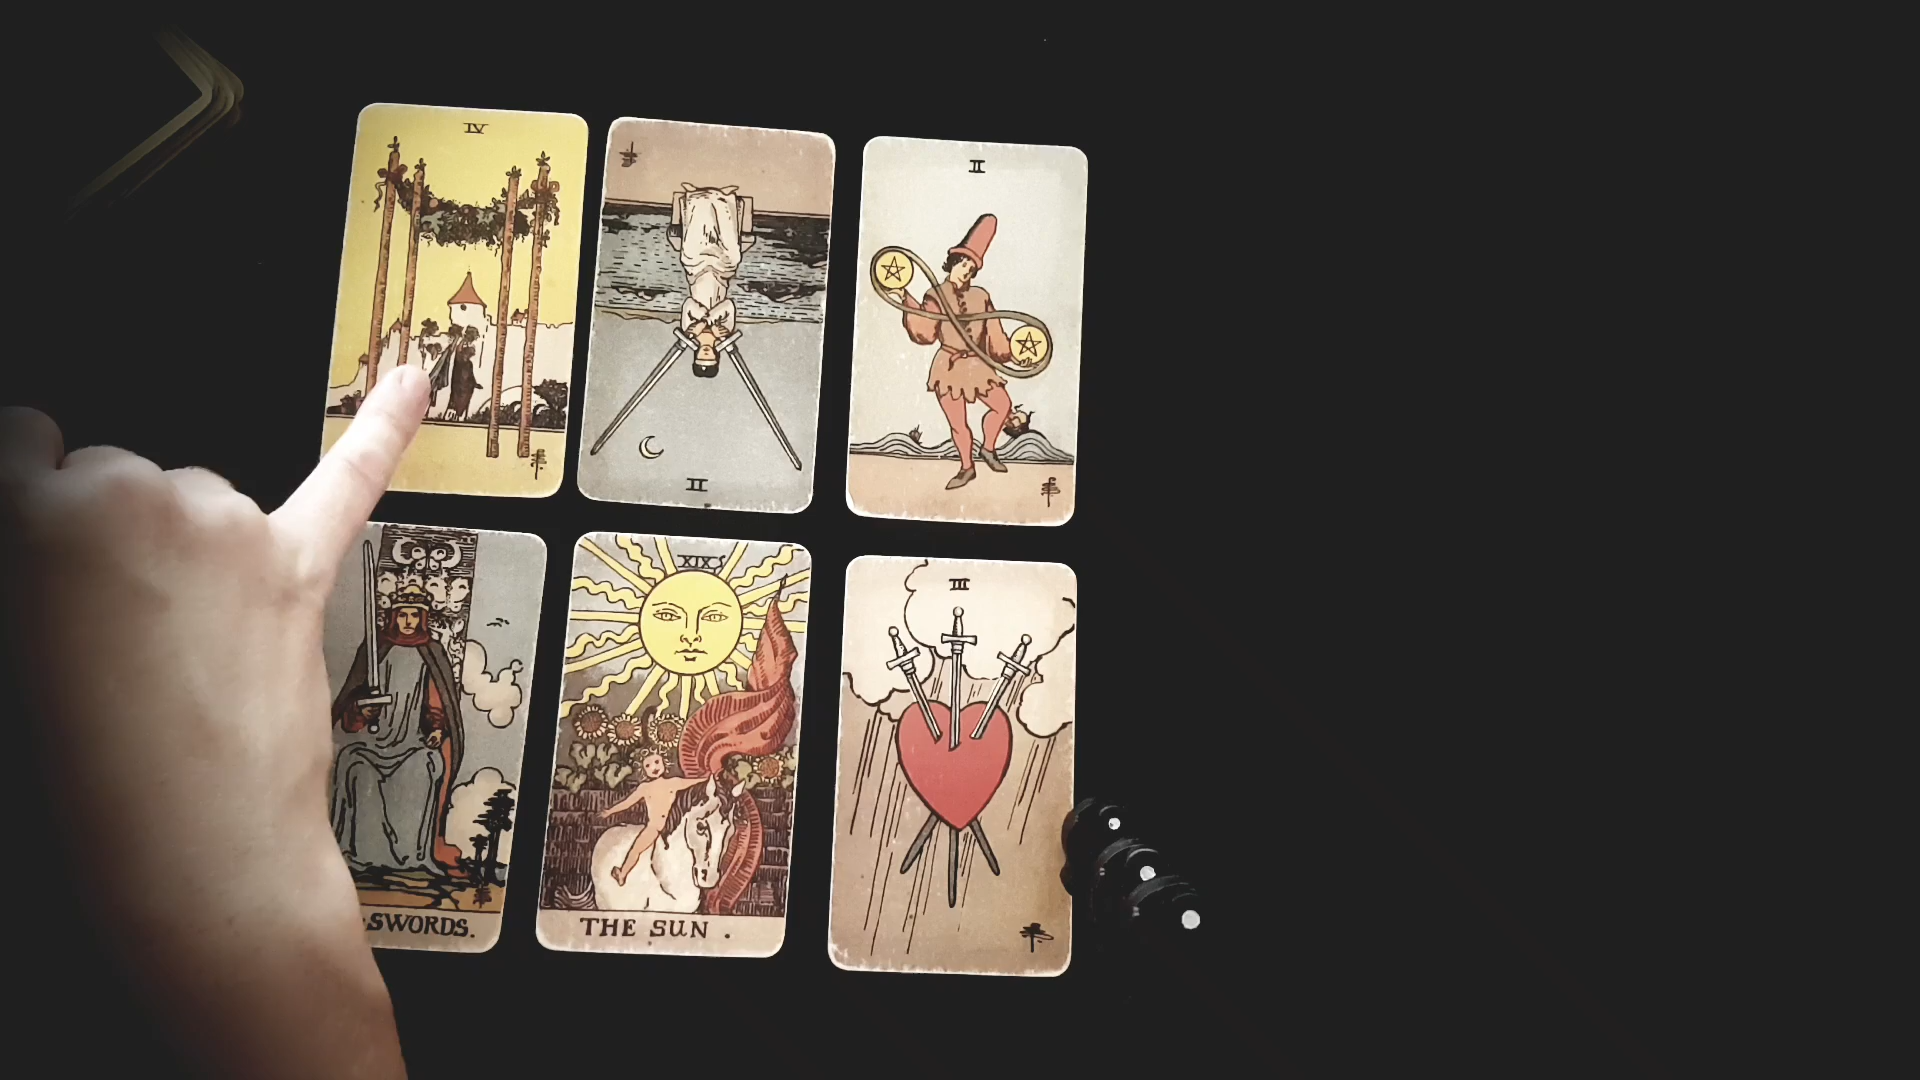 IV
II
II
SWORDS.
XIX
THE SUN .
III